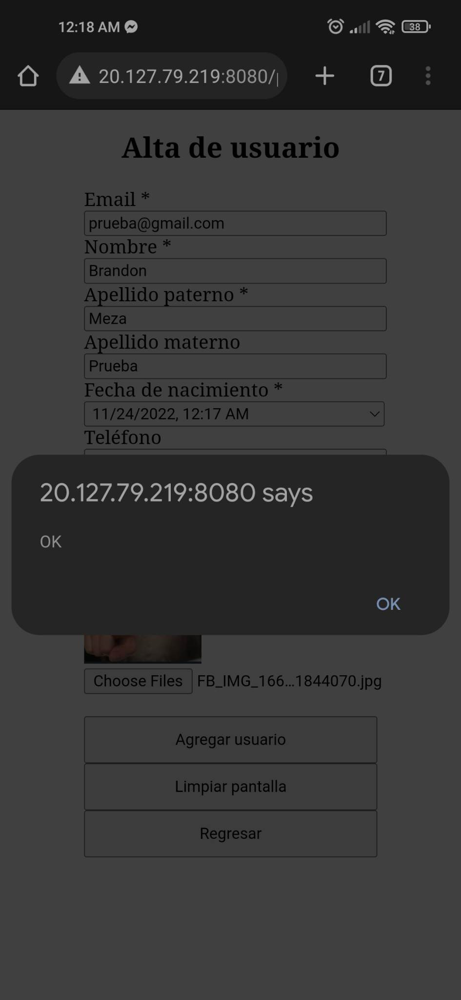 12:18 AM
38
20.127.79.219:8080/
7
Alta de usuario
Email *
prueba@gmail.com
Nombre *
Brandon
Apellido paterno *
Meza
Apellido materno
Prueba
Fecha de nacimiento *
11/24/2022, 12:17 AM
Teléfono
20.127.79.219:8080 says
OK
OK
Choose Files FB_IMG_166...1844070.jpg
Agregar usuario
Limpiar pantalla
Regresar